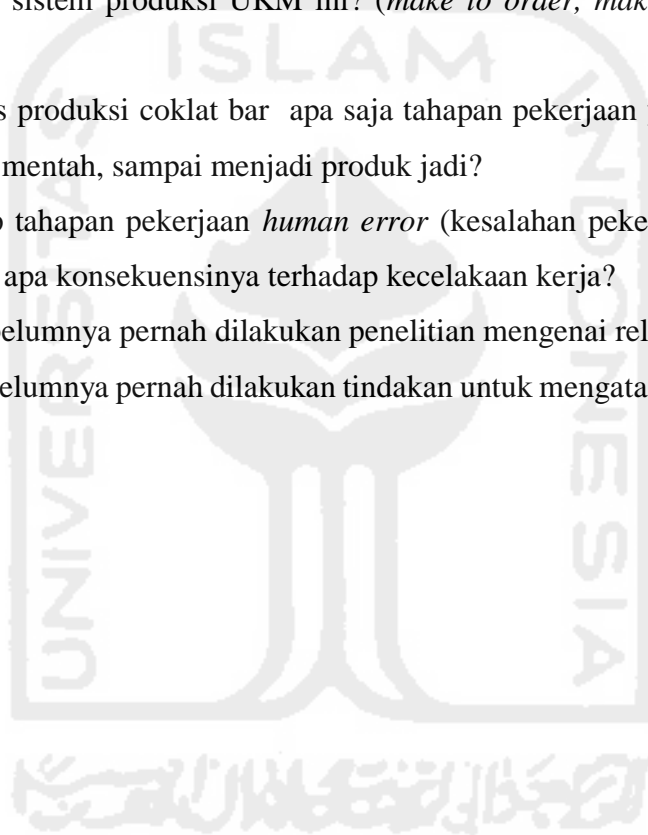 sistem produksi UKM ini? (make to order, mak
ISLAM
s produksi coklat bar apa saja tahapan pekerjaan
mentah, sampai menjadi produk jadi?
tahapan pekerjaan human error (kesalahan peke
apa konsekuensinya terhadap kecelakaan kerja?
belumnya pernah dilakukan penelitian mengenai rel
elumnya pernah dilakukan tindakan untuk mengata
UNIVERSITAS
INDONESIA